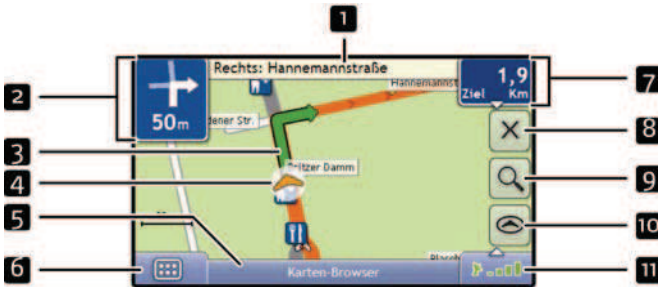 1
Rechts: Hannemannstraße
2
50m
1,9
Ziel Km
7
Hannemannst
dener Str.
8
3
Britzer Damm
4
9
5
10
6
Karten-Browser
11